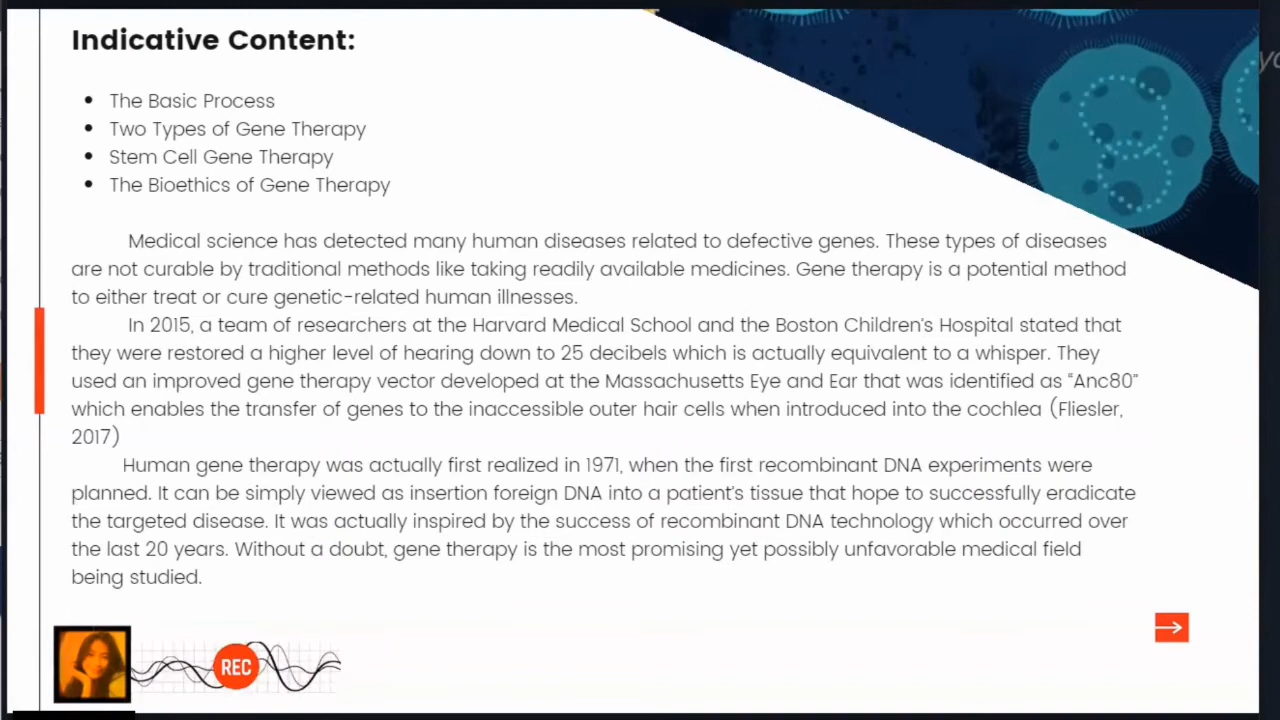 Indicative Content:
• The Basic Process
• Two Types of Gene Therapy
• Stem Cell Gene Therapy
• The Bioethics of Gene Therapy
Medical science has detected many human diseases related to defective genes. These types of diseases
are not curable by traditional methods like taking readily available medicines. Gene therapy is a potential method
to either treat or cure genetic-related human illnesses.
In 2015, a team of researchers at the Harvard Medical School and the Boston Children's Hospital stated that
they were restored a higher level of hearing down to 25 decibels which is actually equivalent to a whisper. They
used an improved gene therapy vector developed at the Massachusetts Eye and Ear that was identified as “Anc80”
which enables the transfer of genes to the inaccessible outer hair cells when introduced into the cochlea (Fliesler,
2017)
Human gene therapy was actually first realized in 1971, when the first recombinant DNA experiments were
planned. It can be simply viewed as insertion foreign DNA into a patient's tissue that hope to successfully eradicate
the targeted disease. It was actually inspired by the success of recombinant DNA technology which occurred over
the last 20 years. Without a doubt, gene therapy is the most promising yet possibly unfavorable medical field
being studied.
REC